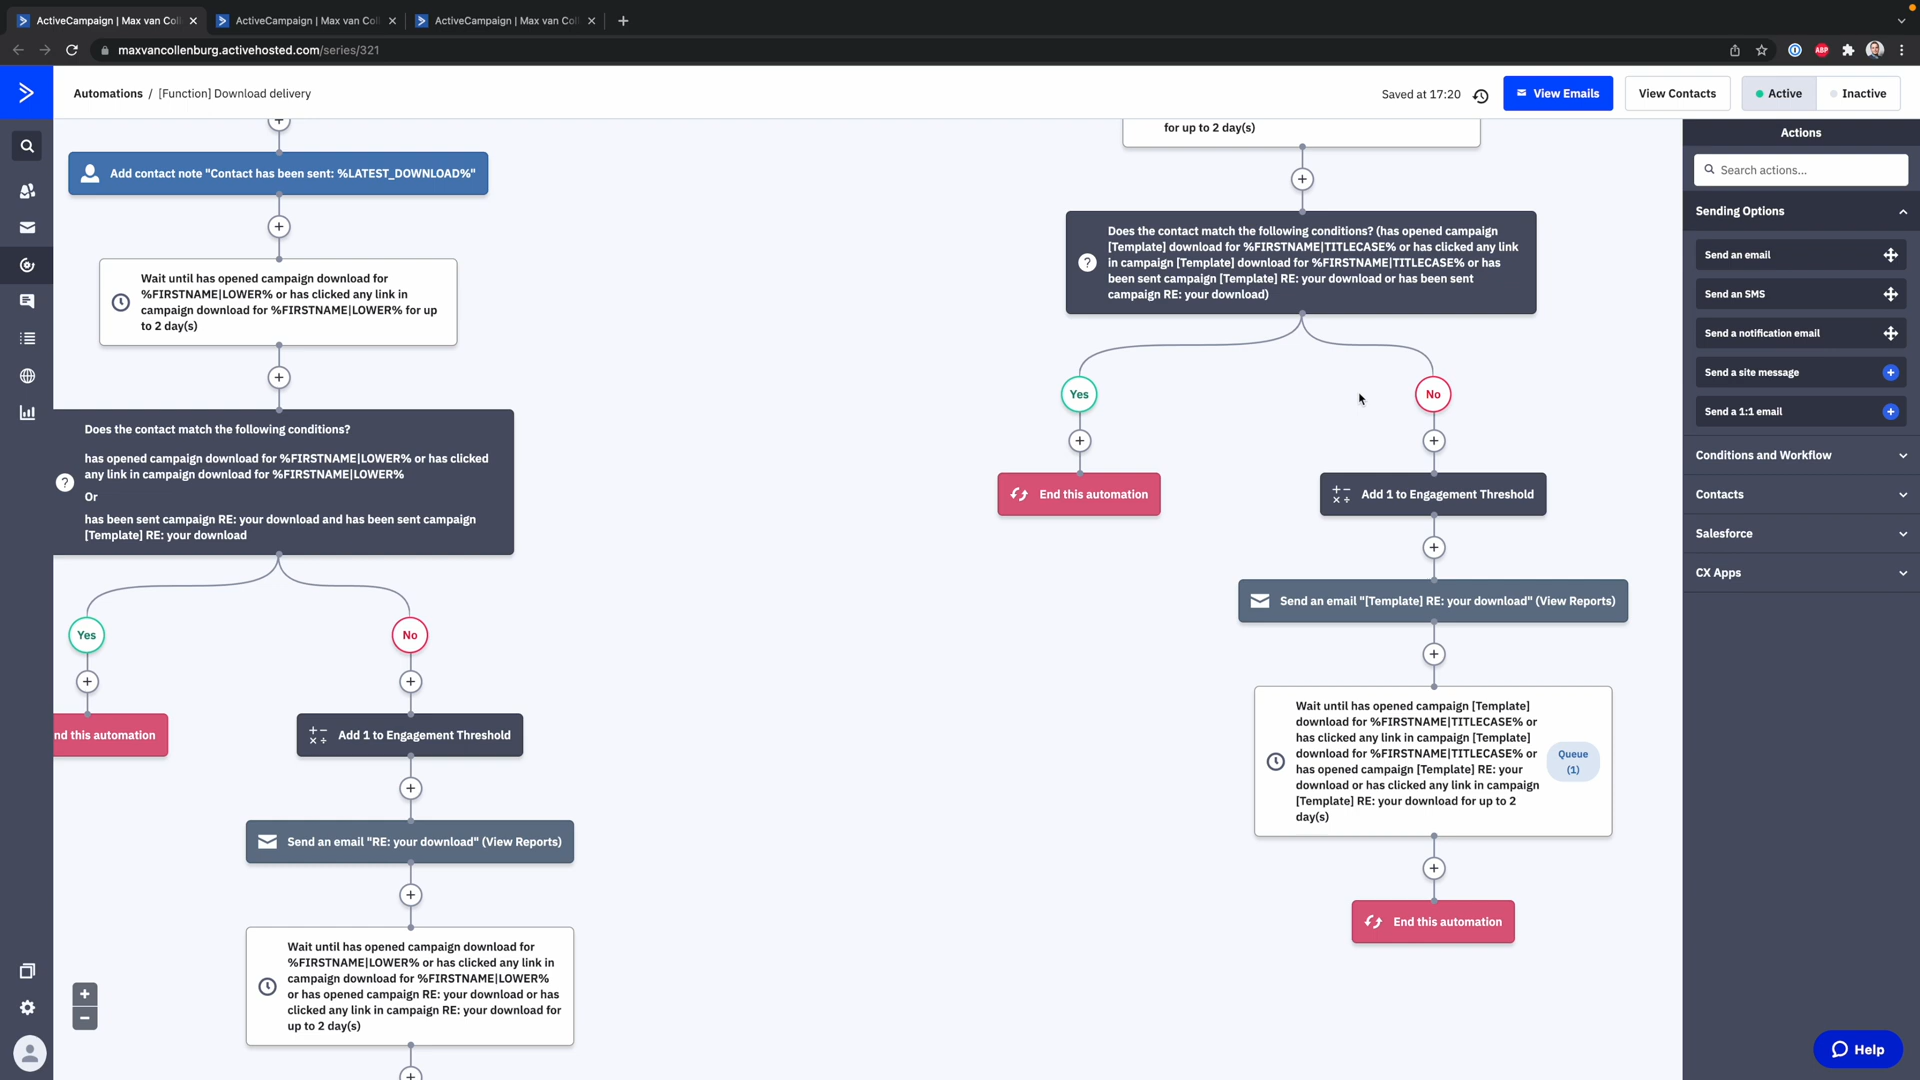 ActiveCampaign | Max van Coll
ActiveCampaign | Max van Col
ActiveCampaign | Max van Col
maxvancollenburg.activehosted.com/series/321
ABP
Automations / [Function] Download delivery
Saved at 17:20
View Emails
View Contacts
Active
Inactive
Add contact note "Contact has been sent: %LATEST_DOWNLOAD%"
Wait until has opened campaign download for
%FIRSTNAME|LOWER% or has clicked any link in
campaign download for %FIRSTNAME|LOWER% for up
to 2 day(s)
Does the contact match the following conditions?
has opened campaign download for %FIRSTNAME|LOWER% or has clicked
any link in campaign download for %FIRSTNAME|LOWER%
Or
has been sent campaign RE: your download and has been sent campaign
[Template] RE: your download
?
Yes
No
nd this automation
Add 1 to Engagement Threshold
Send an email "RE: your download" (View Reports)
Wait until has opened campaign download for
%FIRSTNAME|LOWER% or has clicked any link in
campaign download for %FIRSTNAME|LOWER%
or has opened campaign RE: your download or has
clicked any link in campaign RE: your download for
up to 2 day(s)
for up to 2 day(s)
Does the contact match the following conditions? (has opened campaign
[Template] download for %FIRSTNAME|TITLECASE% or has clicked any link
in campaign [Template] download for %FIRSTNAME|TITLECASE% or has
been sent campaign [Template] RE: your download or has been sent
campaign RE: your download)
?
Yes
No
End this automation
Add 1 to Engagement Threshold
Send an email "[Template] RE: your download" (View Reports)
Wait until has opened campaign [Template]
download for %FIRSTNAME|TITLECASE% or
has clicked any link in campaign [Template]
download for %FIRSTNAME|TITLECASE% or
has opened campaign [Template] RE: your
download or has clicked any link in campaign
[Template] RE: your download for up to 2
day(s)
Queue
(1)
End this automation
Actions
Search actions...
Sending Options
Send an email
Send an SMS
Send a notification email
Send a site message
Send a 1:1 email
Conditions and Workflow
Contacts
Salesforce
CX Apps
Help